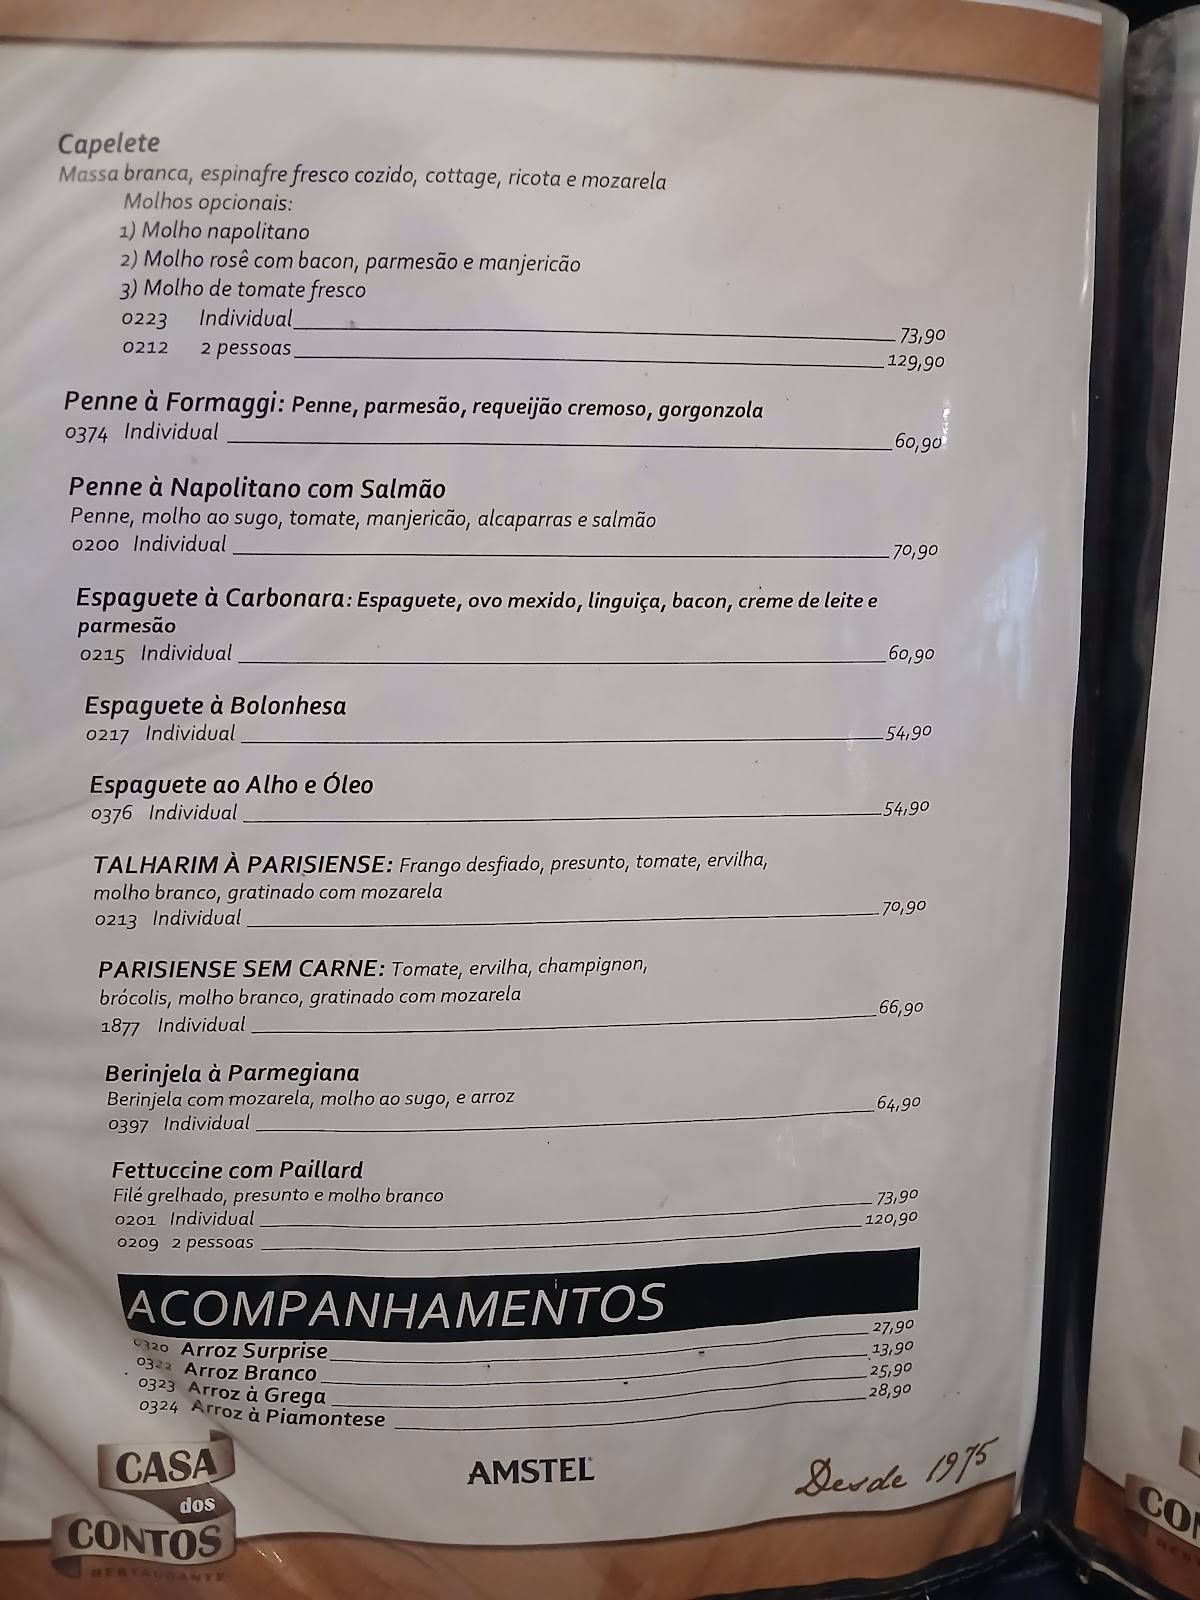 Capelete
Massa branca, espinafre fresco cozido, cottage, ricota e mozarela
Molhos opcionais:
1) Molho napolitano
2) Molho rosê com bacon, parmesão e manjericão
3) Molho de tomate fresco
0223 Individual 73,90
0212 2 pessoas 129,90
Penne à Formaggi: Penne, parmesão, requeijão cremoso, gorgonzola
0374 Individual 60,90
Penne à Napolitano com Salmão
Penne, molho ao sugo, tomate, manjericão, alcaparras e salmão
0200 Individual 70,90
Espaguete à Carbonara: Espaguete, ovo mexido, linguiça, bacon, creme de leite e
parmesão
0215 Individual 60,90
Espaguete à Bolonhesa
0217 Individual 54,90
Espaguete ao Alho e Óleo
0376 Individual 54,90
TALHARIM À PARISIENSE: Frango desfiado, presunto, tomate, ervilha,
molho branco, gratinado com mozarela
0213 Individual 70,90
PARISIENSE SEM CARNE: Tomate, ervilha, champignon,
brócolis, molho branco, gratinado com mozarela
1877 Individual 66,90
Berinjela à Parmegiana
Berinjela com mozarela, molho ao sugo, e arroz
0397 Individual 64,90
Fettuccine com Paillard
Filé grelhado, presunto e molho branco
0201 Individual 73,90
0209 2 pessoas 120,90
ACOMPANHAMENTOS
0320 Arroz Surprise 27,90
0322 Arroz Branco 13,90
0323 Arroz à Grega 25,90
0324 Arroz à Piamontese 28,90
CASA
dos
CONTOS
RESTAURANTE
AMSTEL
Desde 1975